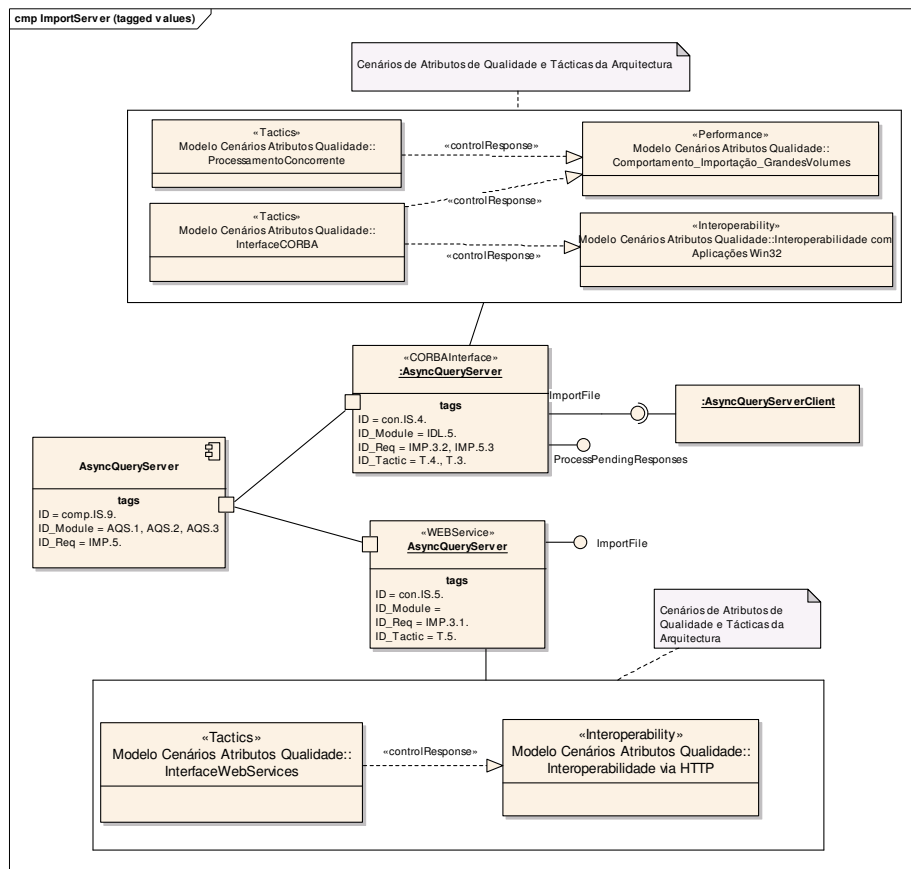 cmp ImportServer (tagged values)
Cenários de Atributos de Qualidade e Tácticas da Arquitectura
«Tactics»
Modelo Cenários Atributos Qualidade::
ProcessamentoConcorrente
«controlResponse»
«Performance»
Modelo Cenários Atributos Qualidade::
Comportamento_Importação_GrandesVolumes
«controlResponse»
«Tactics»
Modelo Cenários Atributos Qualidade::
InterfaceCORBA
«controlResponse»
«Interoperability»
Modelo Cenários Atributos Qualidade::Interoperabilidade com
Aplicações Win32
«CORBAInterface»
:AsyncQueryServer
tags
ID = con.IS.4.
ID_Module = IDL.5.
ID_Req = IMP.3.2, IMP.5.3
ID_Tactic = T.4., T.3.
ImportFile
ProcessPendingResponses
:AsyncQueryServerClient
AsyncQueryServer
tags
ID = comp.IS.9.
ID_Module = AQS.1, AQS.2, AQS.3
ID_Req = IMP.5.
«WEBService»
AsyncQueryServer
tags
ID = con.IS.5.
ID_Module =
ID_Req = IMP.3.1.
ID_Tactic = T.5.
ImportFile
Cenários de Atributos de
Qualidade e Tácticas da
Arquitectura
«Tactics»
Modelo Cenários Atributos Qualidade::
InterfaceWebServices
«controlResponse»
«Interoperability»
Modelo Cenários Atributos Qualidade::
Interoperabilidade via HTTP